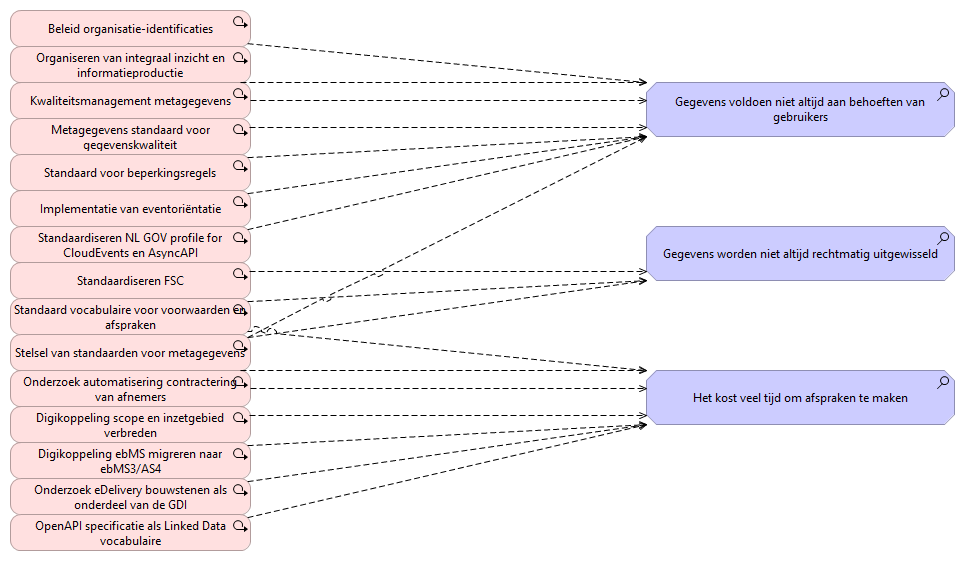 Beleid organisatie-identificaties
Organiseren van integraal inzicht en
informatieproductie
Kwaliteitsmanagement metagegevens
Metagegevens standaard voor
gegevenskwaliteit
Standaard voor beperkingsregels
Implementatie van eventoriëntatie
Standaardiseren NL GOV profile for
CloudEvents en AsyncAPI
Standaardiseren FSC
Standaard vocabulaire voor voorwaarden en
afspraken
Stelsel van standaarden voor metagegevens
Onderzoek automatisering contractering
van afnemers
Digikoppeling scope en inzetgebied
verbreden
Digikoppeling ebMS migreren naar
ebMS3/AS4
Onderzoek eDelivery bouwstenen als
onderdeel van de GDI
OpenAPI specificatie als Linked Data
vocabulaire
Gegevens voldoen niet altijd aan behoeften van
gebruikers
Gegevens worden niet altijd rechtmatig uitgewisseld
Het kost veel tijd om afspraken te maken